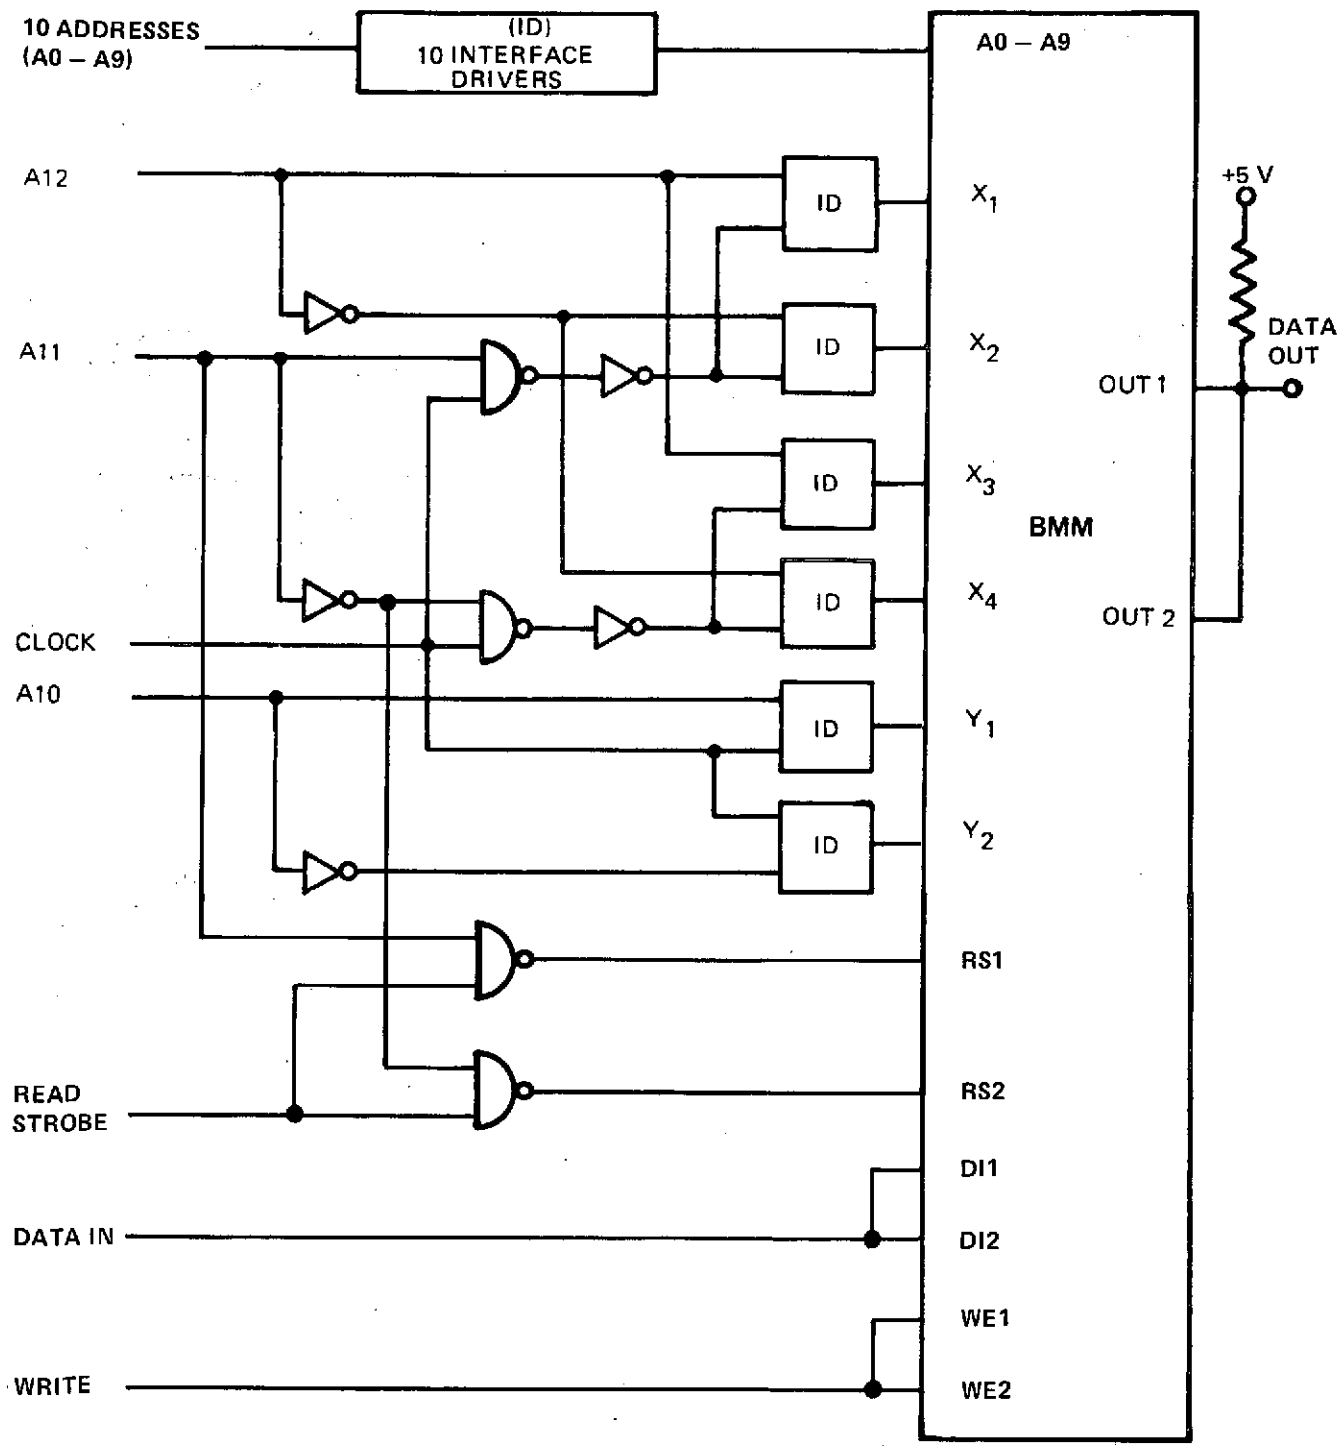 10 ADDRESSES
(A0 – A9)
(ID)
10 INTERFACE
DRIVERS
A0 – A9
A12
ID
X1
+5 V
A11
ID
X2
DATA
OUT
OUT 1
ID
X3
BMM
ID
X4
OUT 2
CLOCK
A10
ID
Y1
ID
Y2
RS1
READ
STROBE
RS2
DI1
DATA IN
DI2
WE1
WRITE
WE2